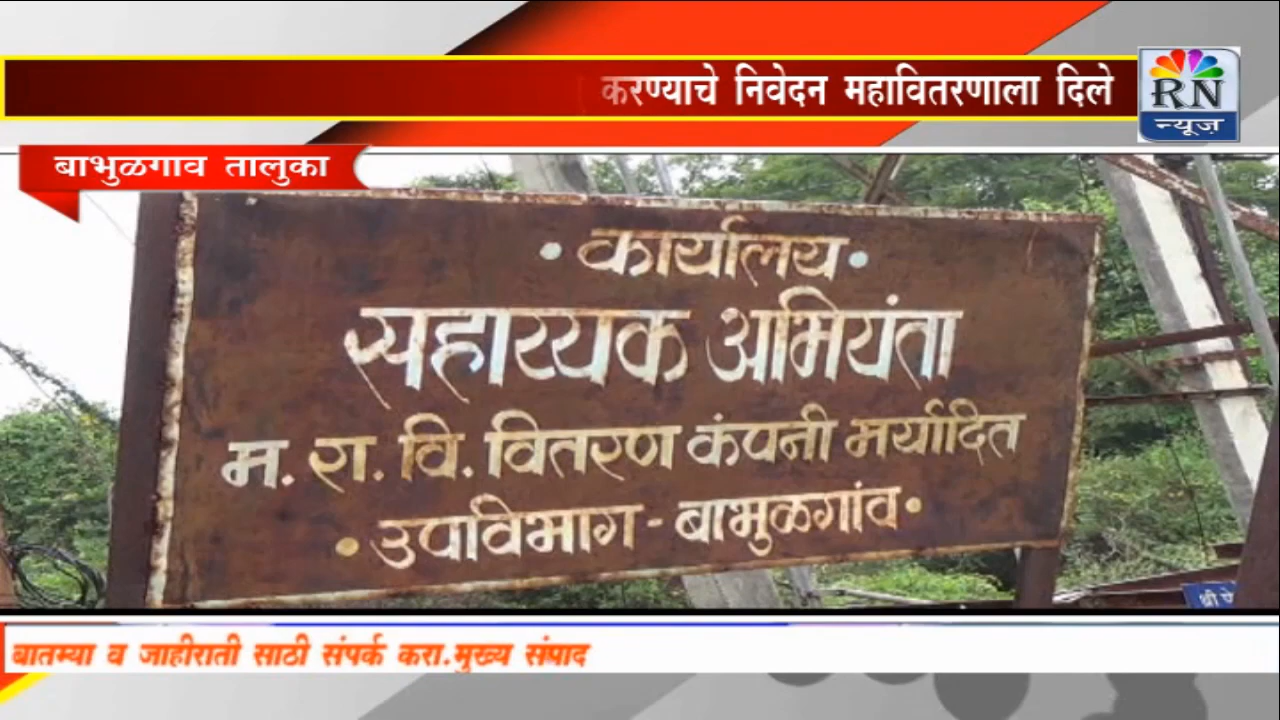 करण्याचे निवेदन महावितरणाला दिले
RN
न्यूज़
बाभुळगाव तालुका
• कार्यालय •
सहाय्यक अभियंता
म. रा. वि. वितरण कंपनी मर्यादित
• उपविभाग - बाभुळगांव •
श्री
बातम्या व जाहीराती साठी संपर्क करा.मुख्य संपाद